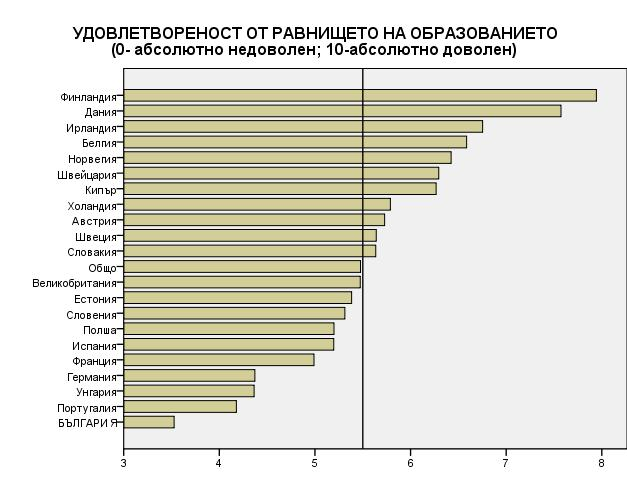 УДОВЛЕТВОРЕНОСТ ОТ РАВНИЩЕТО НА ОБРАЗОВАНИЕТО
(0- абсолютно недоволен; 10-абсолютно доволен)
Финландия
Дания
Ирландия
Белгия
Норвегия
Швейцария
Кипър
Холандия
Австрия
Швеция
Словакия
Общо
Великобритания
Естония
Словения
Полша
Испания
Франция
Германия
Унгария
Португалия
БЪЛГАРИ Я
3 4 5 6 7 8